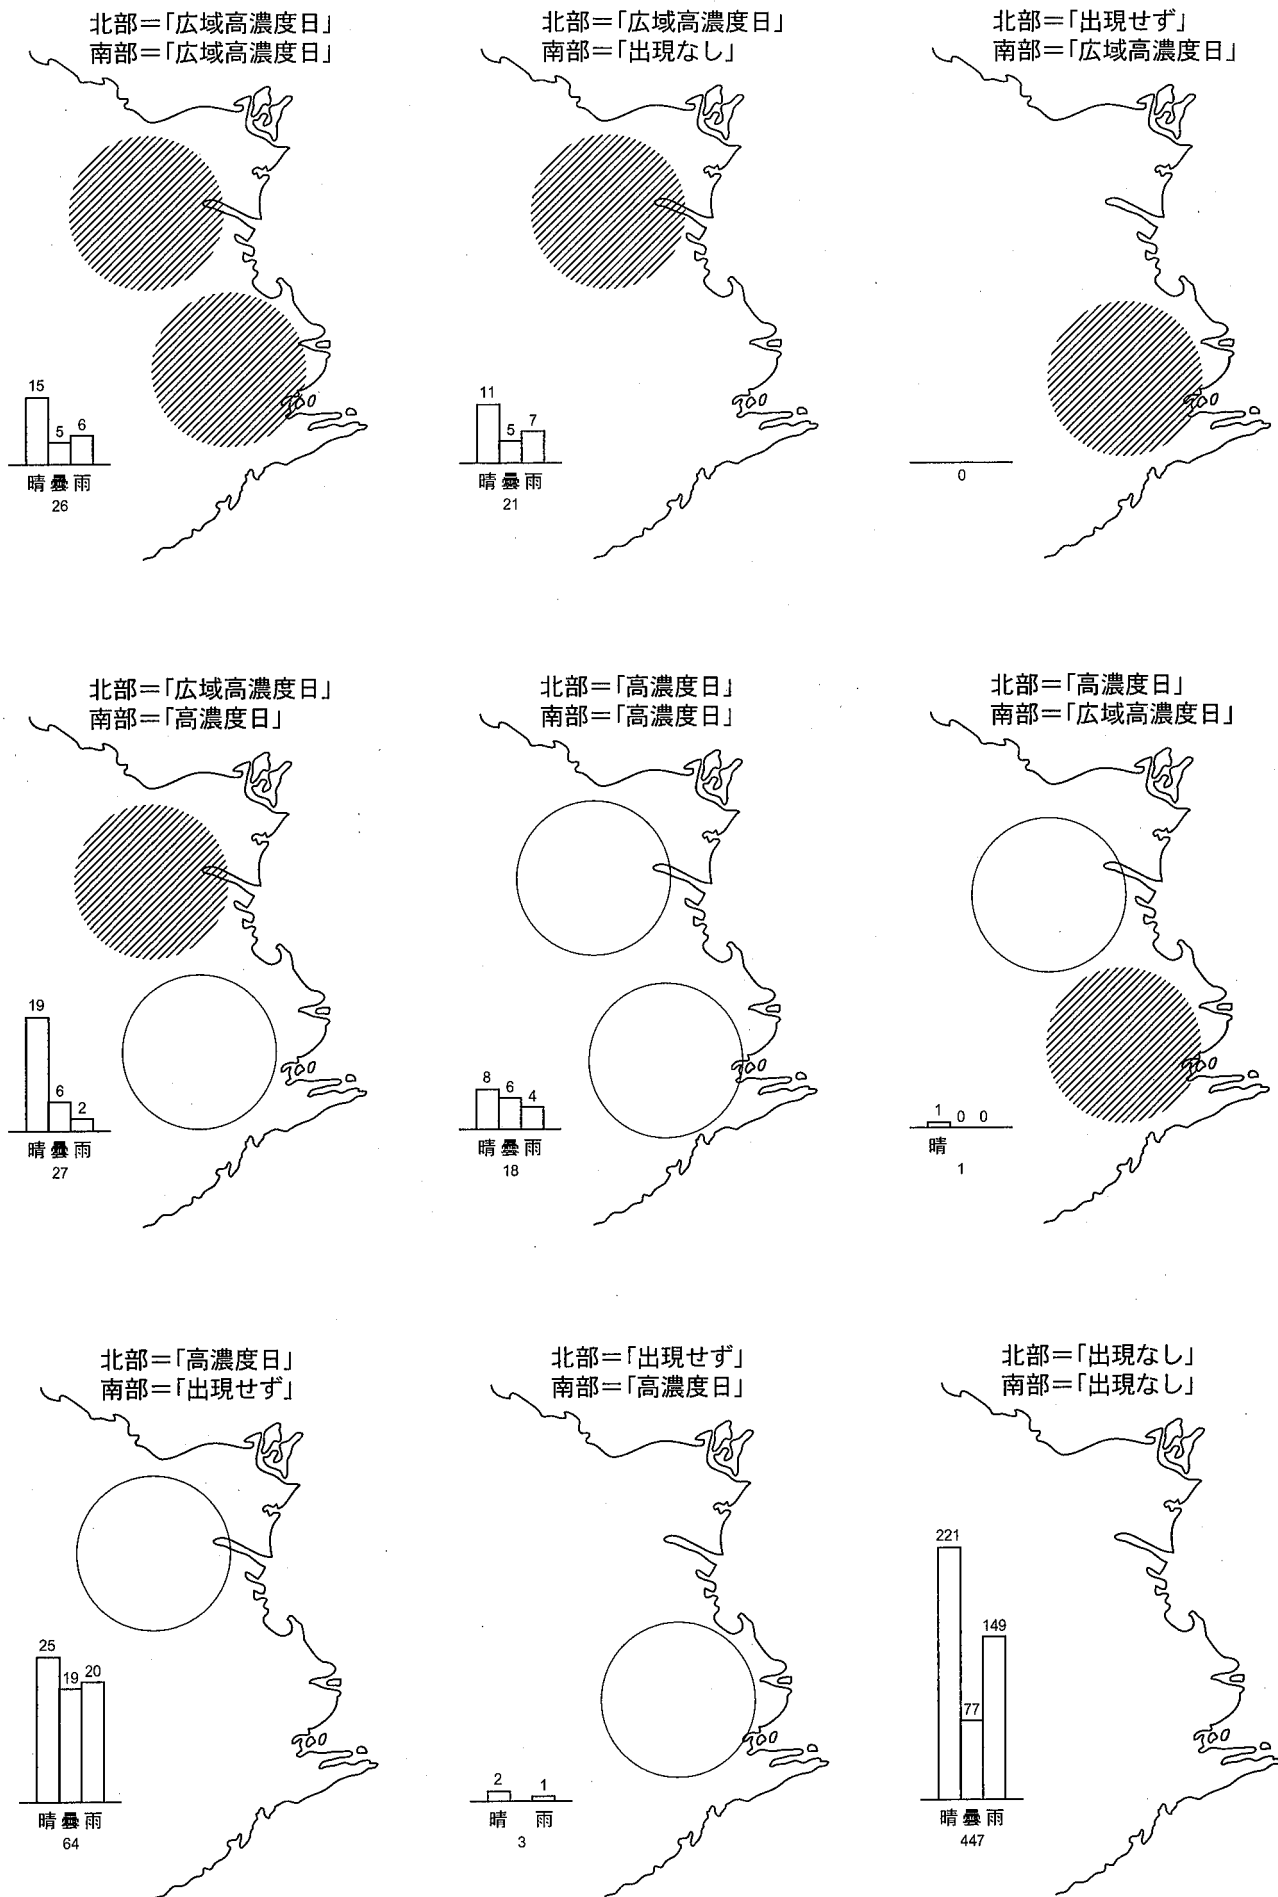 北部＝「広域高濃度日」
南部＝「広域高濃度日」
15
5
6
晴 曇 雨
26
北部＝「広域高濃度日」
南部＝「出現なし」
11
5
7
晴 曇 雨
21
北部＝「出現せず」
南部＝「広域高濃度日」
0
北部＝「広域高濃度日」
南部＝「高濃度日」
19
6
2
晴 曇 雨
27
北部＝「高濃度日」
南部＝「高濃度日」
8
6
4
晴 曇 雨
18
北部＝「高濃度日」
南部＝「広域高濃度日」
1 0 0
晴
1
北部＝「高濃度日」
南部＝「出現せず」
25
19
20
晴 曇 雨
64
北部＝「出現せず」
南部＝「高濃度日」
2
1
晴 雨
3
北部＝「出現なし」
南部＝「出現なし」
221
77
149
晴 曇 雨
447